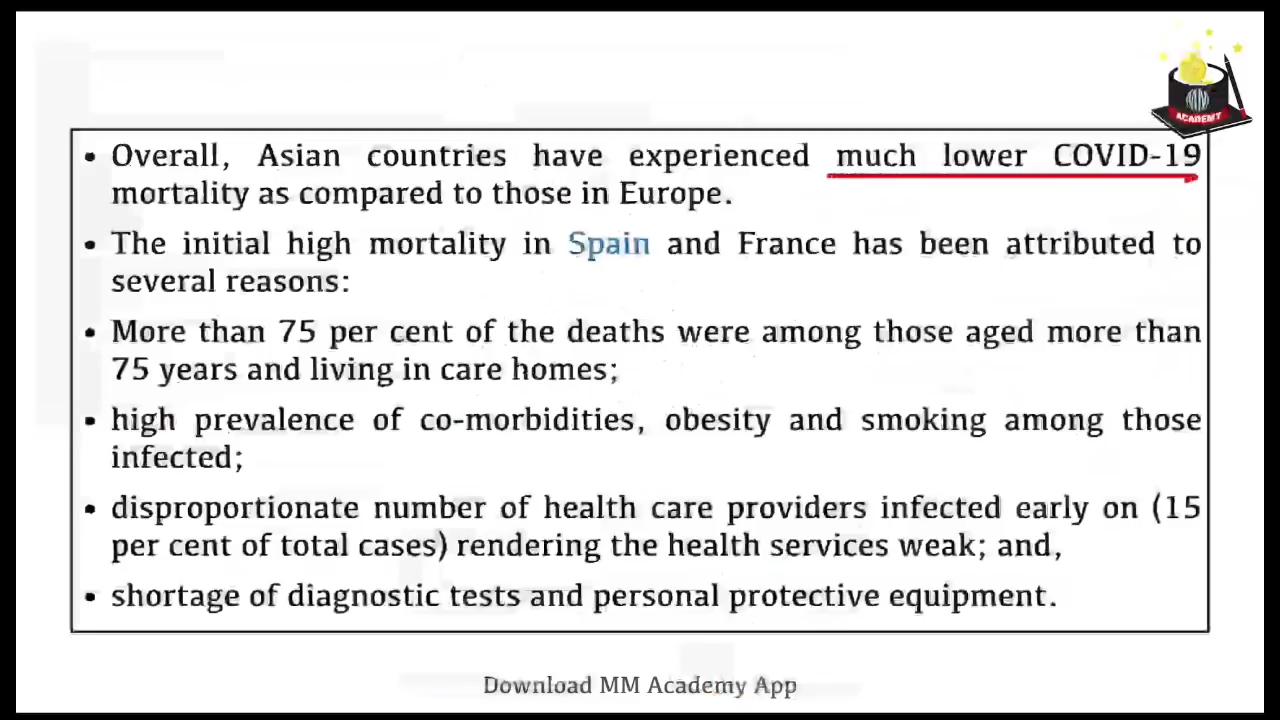 MM
ACADEMY
• Overall, Asian countries have experienced much lower COVID-19
mortality as compared to those in Europe.
• The initial high mortality in Spain and France has been attributed to
several reasons:
• More than 75 per cent of the deaths were among those aged more than
75 years and living in care homes;
• high prevalence of co-morbidities, obesity and smoking among those
infected;
• disproportionate number of health care providers infected early on (15
per cent of total cases) rendering the health services weak; and,
• shortage of diagnostic tests and personal protective equipment.
Download MM Academy App